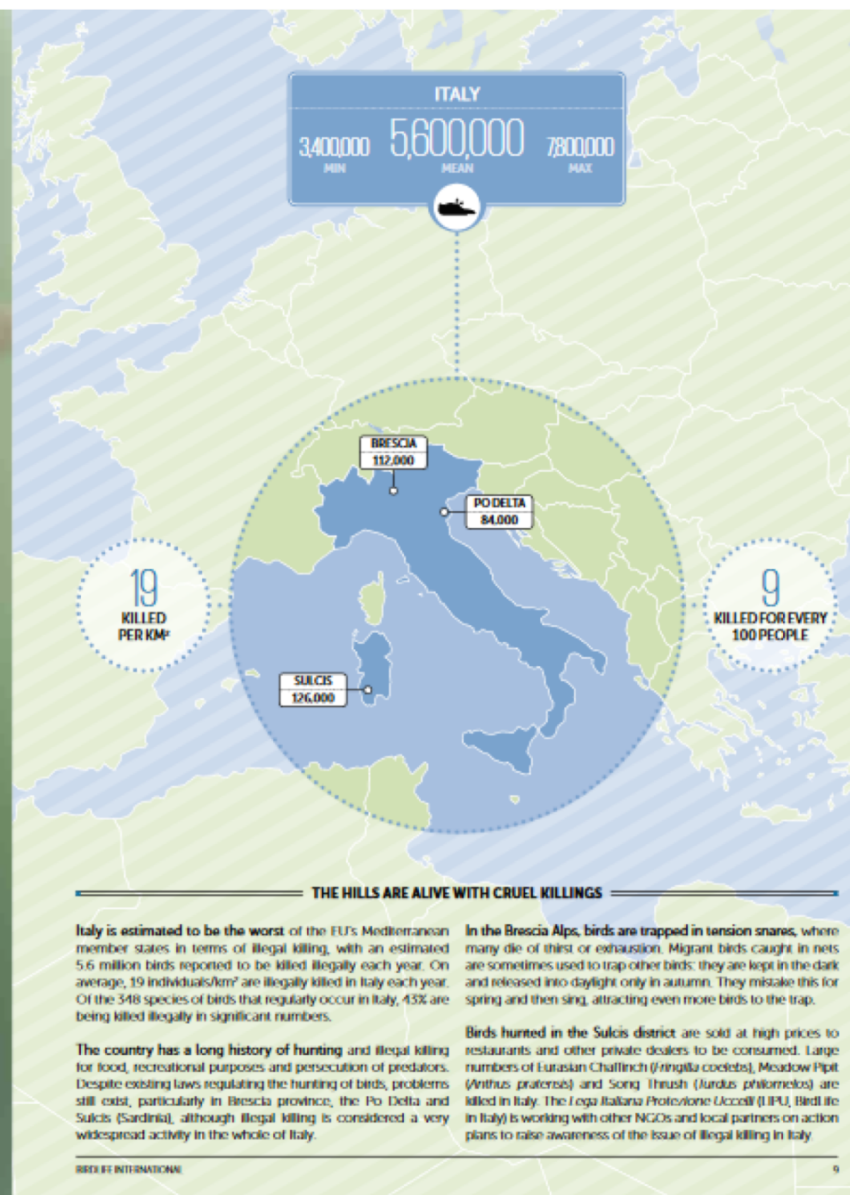 ITALY
3,400,000 5,600,000 7,800,000
MIN MEAN MAX
BRESCIA
112,000
PO DELTA
84,000
19
KILLED
PER KM²
9
KILLED FOR EVERY
100 PEOPLE
SULCIS
126,000
THE HILLS ARE ALIVE WITH CRUEL KILLINGS
Italy is estimated to be the worst of the EU's Mediterranean
member states in terms of illegal killing, with an estimated
5.6 million birds reported to be killed illegally each year. On
average, 19 individuals/km² are illegally killed in Italy each year.
Of the 348 species of birds that regularly occur in Italy, 43% are
being killed illegally in significant numbers.
The country has a long history of hunting and illegal killing
for food, recreational purposes and persecution of predators.
Despite existing laws regulating the hunting of birds, problems
still exist, particularly in Brescia province, the Po Delta and
Sulcis (Sardinia), although illegal killing is considered a very
widespread activity in the whole of Italy.
In the Brescia Alps, birds are trapped in tension snares, where
many die of thirst or exhaustion. Migrant birds caught in nets
are sometimes used to trap other birds: they are kept in the dark
and released into daylight only in autumn. They mistake this for
spring and then sing, attracting even more birds to the trap.
Birds hunted in the Sulcis district are sold at high prices to
restaurants and other private dealers to be consumed. Large
numbers of Eurasian Chaffinch (Fringilla coelebs), Meadow Pipit
(Anthus pratensis) and Song Thrush (Turdus philomelos) are
killed in Italy. The Lega Italiana Protezione Uccelli (LIPU, BirdLife
in Italy) is working with other NGOs and local partners on action
plans to raise awareness of the issue of illegal killing in Italy.
BIRDLIFE INTERNATIONAL
9